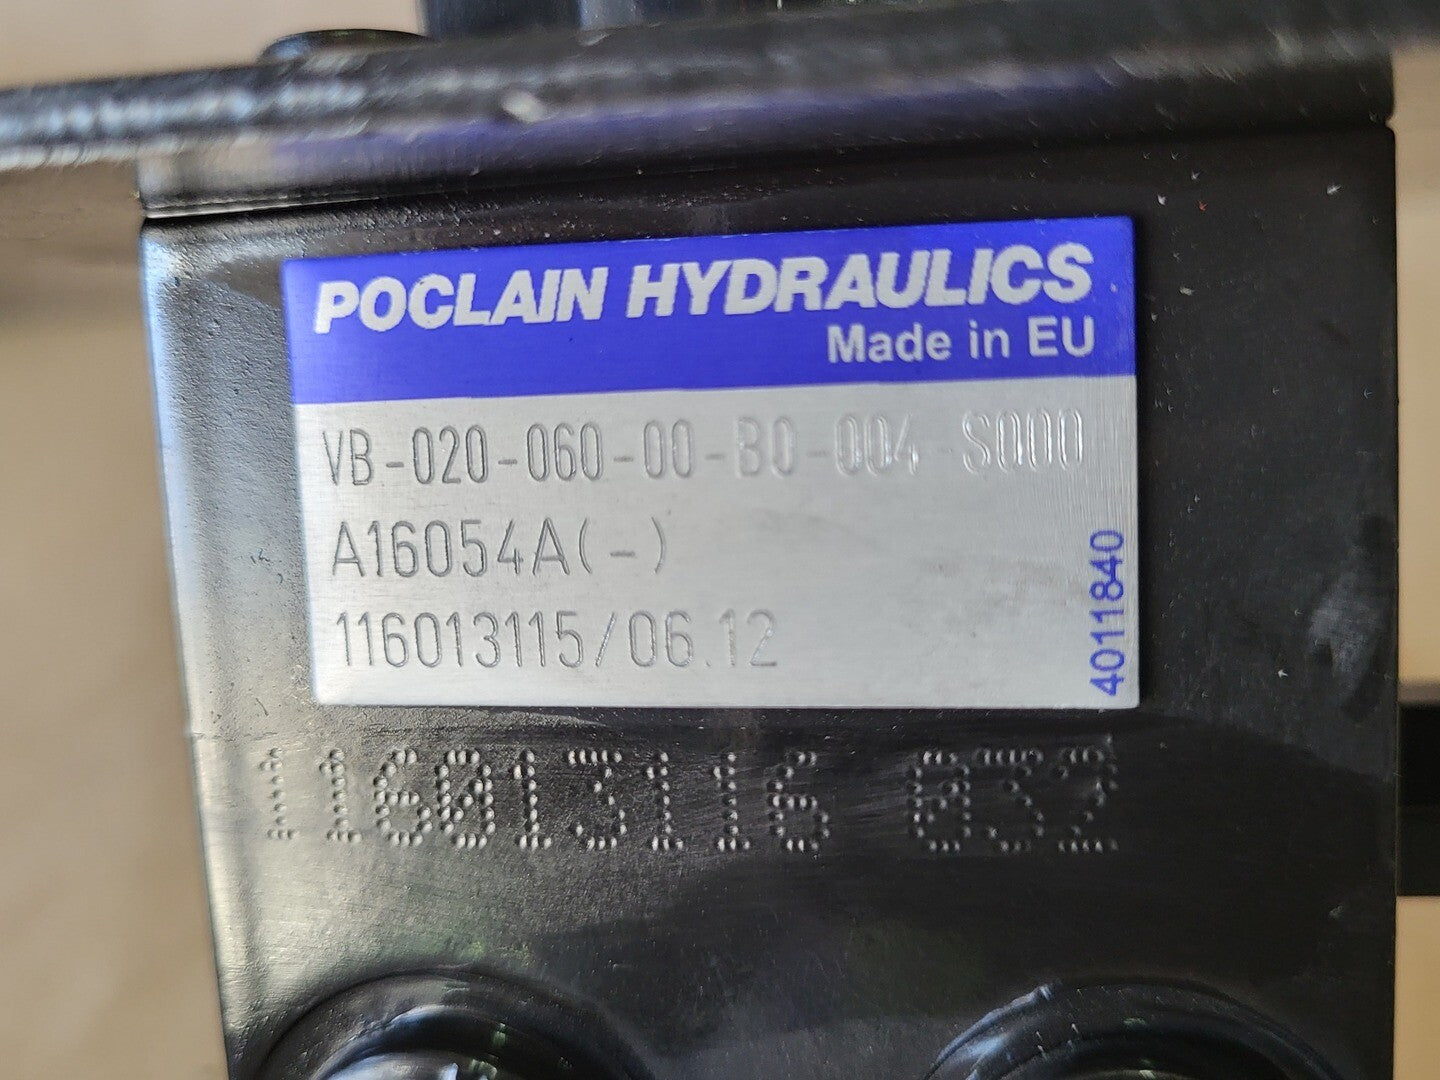 POCLAIN HYDRAULICS
Made in EU
VB-020-060-00-B0-004-S000
A16054A(-)
116013115/06.12
4011840
116013116 032